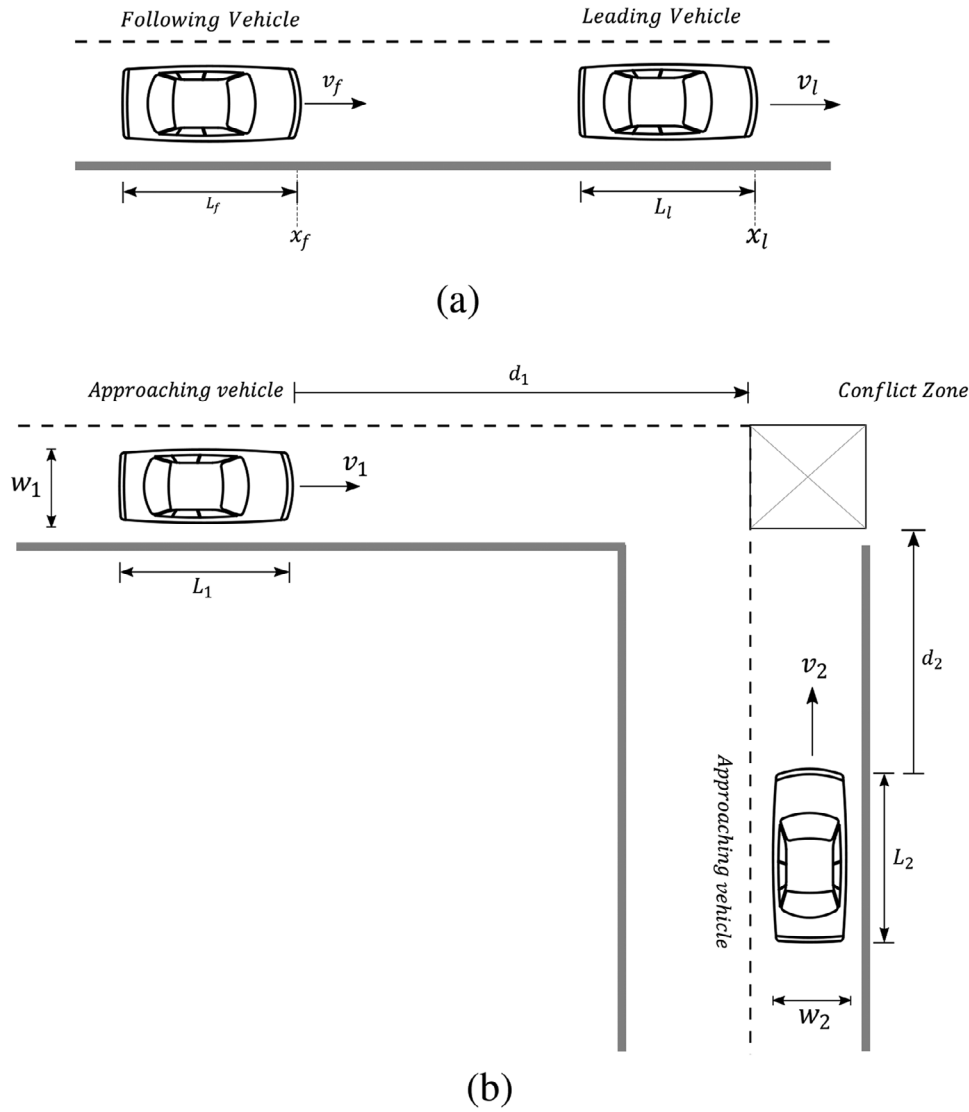 Following Vehicle
Leading Vehicle
v_f
v_l
L_f
L_l
x_f
x_l
(a)
Approaching vehicle
d_1
Conflict Zone
w_1
v_1
L_1
d_2
v_2
Approaching vehicle
L_2
w_2
(b)